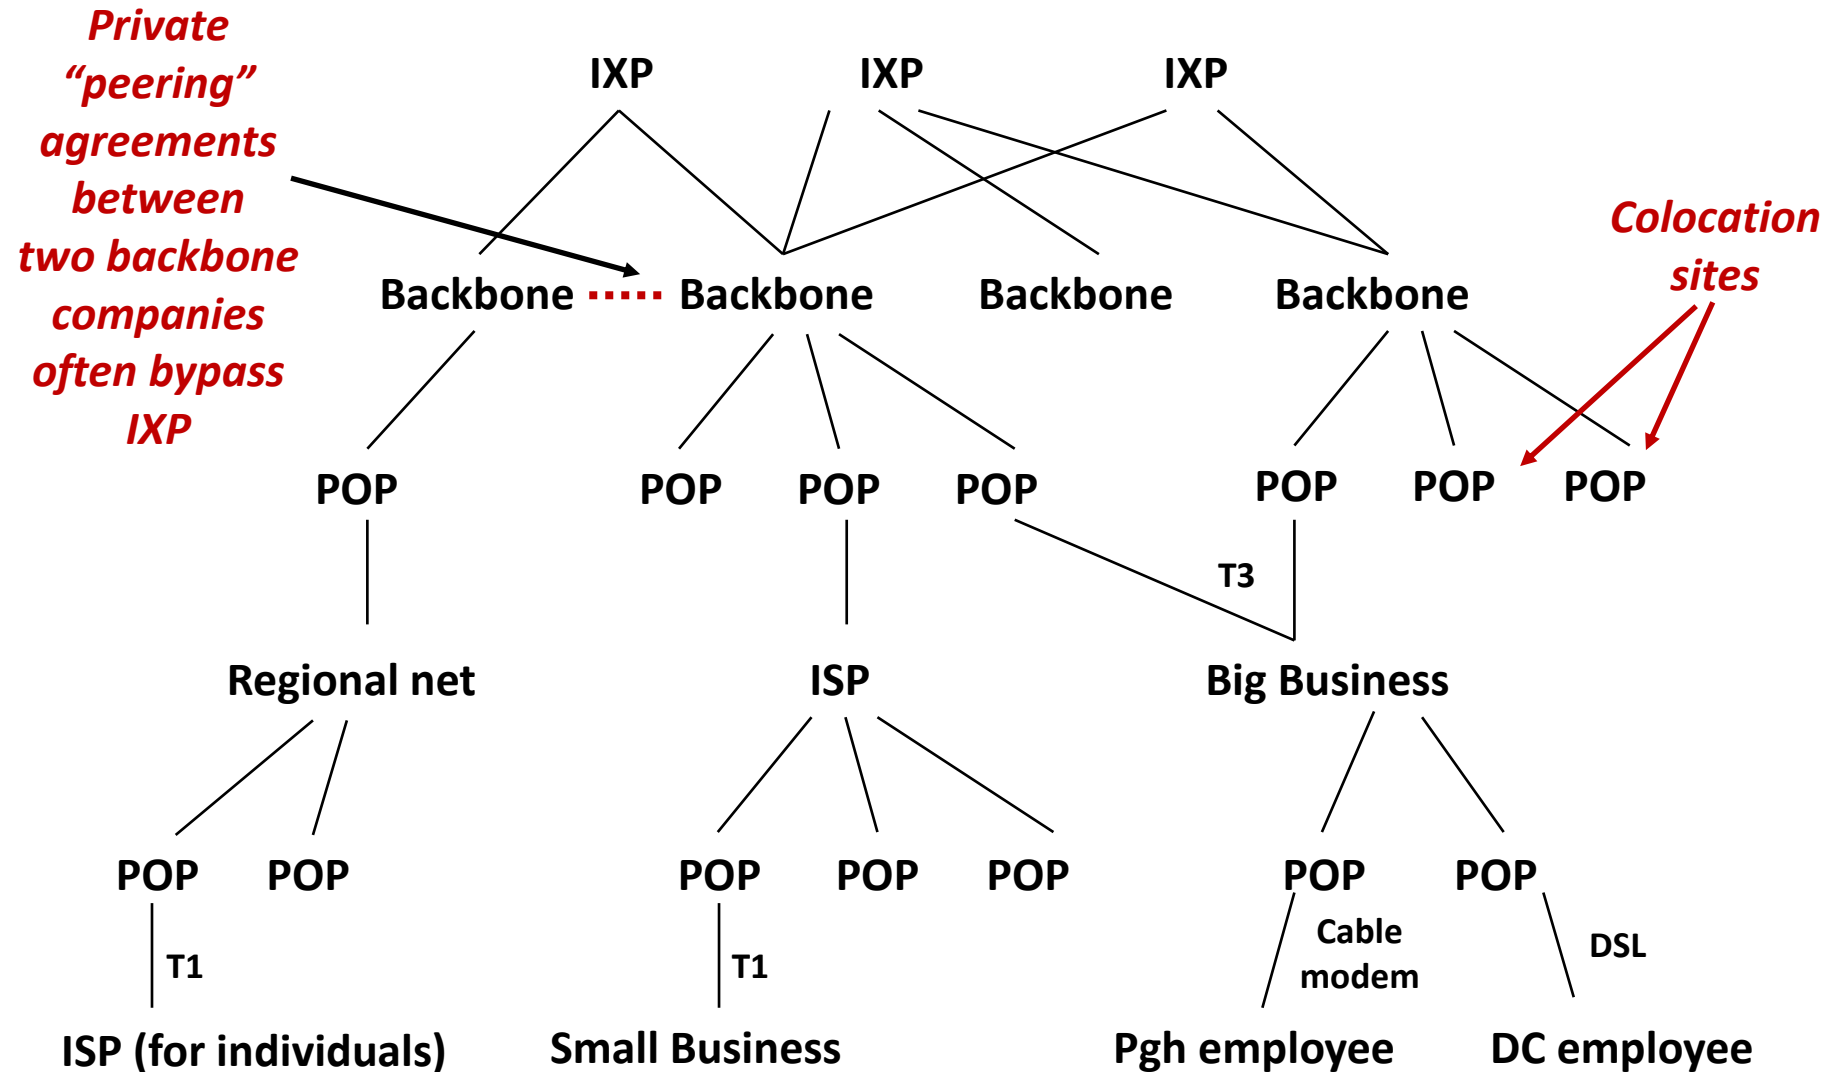 Private
“peering”
agreements
between
two backbone
companies
often bypass
IXP
IXP IXP IXP
Colocation
sites
Backbone Backbone Backbone Backbone
POP POP POP POP POP POP POP
T3
Regional net ISP Big Business
POP POP POP POP POP POP POP
T1 T1 Cable
modem
DSL
ISP (for individuals) Small Business Pgh employee DC employee